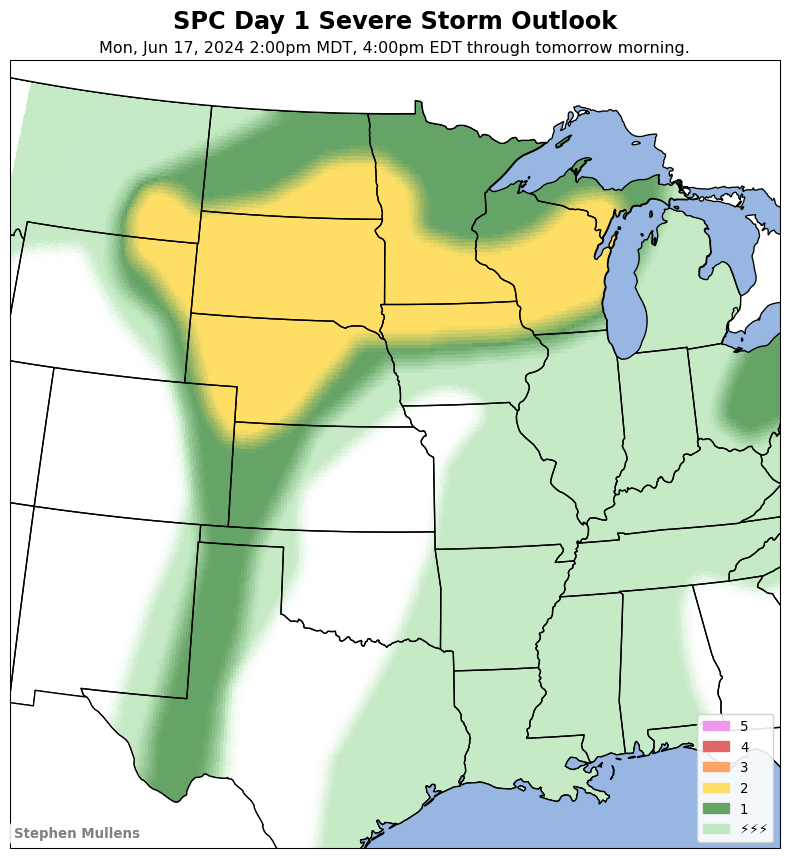 SPC Day 1 Severe Storm Outlook
Mon, Jun 17, 2024 2:00pm MDT, 4:00pm EDT through tomorrow morning.
5
4
3
2
1
⚡⚡⚡
Stephen Mullens